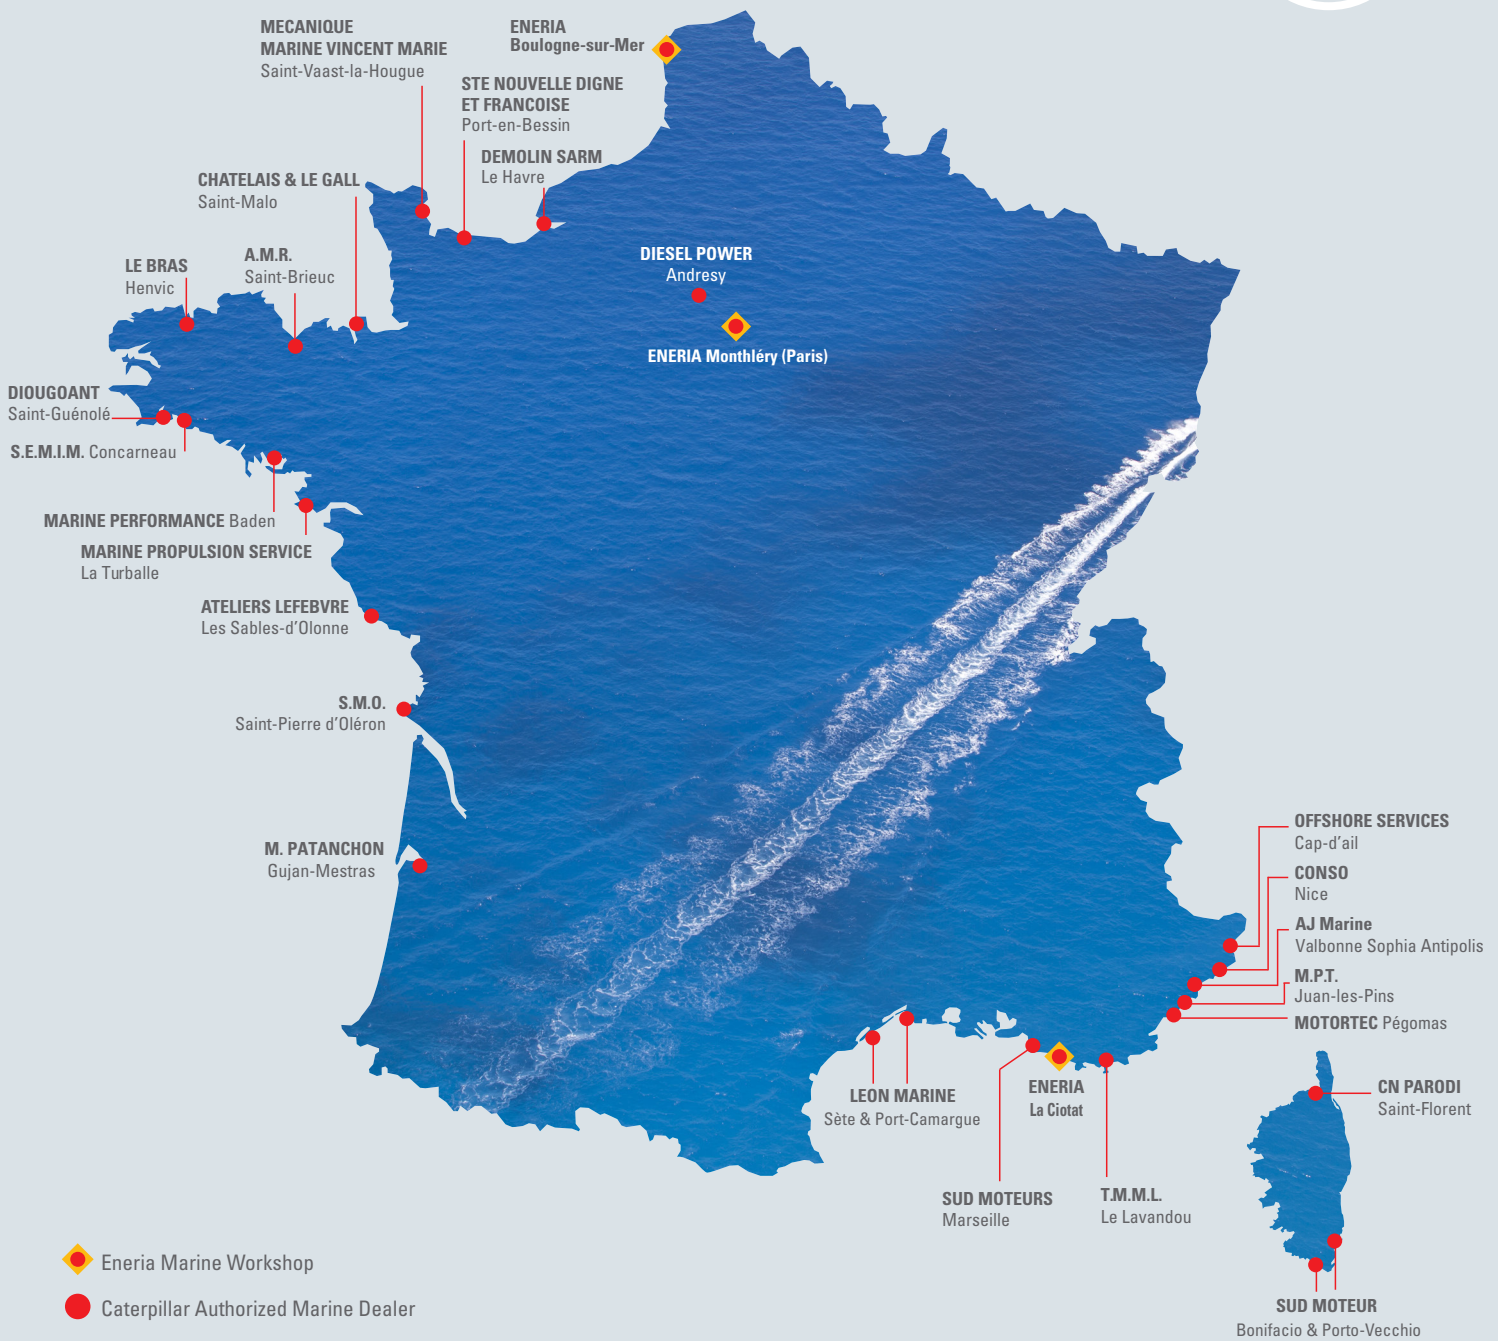 MECANIQUE
MARINE VINCENT MARIE
Saint-Vaast-la-Hougue
ENERIA
Boulogne-sur-Mer
STE NOUVELLE DIGNE
ET FRANCOISE
Port-en-Bessin
DEMOLIN SARM
Le Havre
CHATELAIS & LE GALL
Saint-Malo
A.M.R.
Saint-Brieuc
LE BRAS
Henvic
DIESEL POWER
Andresy
ENERIA Monthléry (Paris)
DIOUGOANT
Saint-Guénolé
S.E.M.I.M. Concarneau
MARINE PERFORMANCE Baden
MARINE PROPULSION SERVICE
La Turballe
ATELIERS LEFEBVRE
Les Sables-d'Olonne
S.M.O.
Saint-Pierre d'Oléron
M. PATANCHON
Gujan-Mestras
OFFSHORE SERVICES
Cap-d'ail
CONSO
Nice
AJ Marine
Valbonne Sophia Antipolis
M.P.T.
Juan-les-Pins
MOTORTEC Pégomas
LEON MARINE
Sète & Port-Camargue
ENERIA
La Ciotat
SUD MOTEURS
Marseille
T.M.M.L.
Le Lavandou
CN PARODI
Saint-Florent
SUD MOTEUR
Bonifacio & Porto-Vecchio
Eneria Marine Workshop
Caterpillar Authorized Marine Dealer